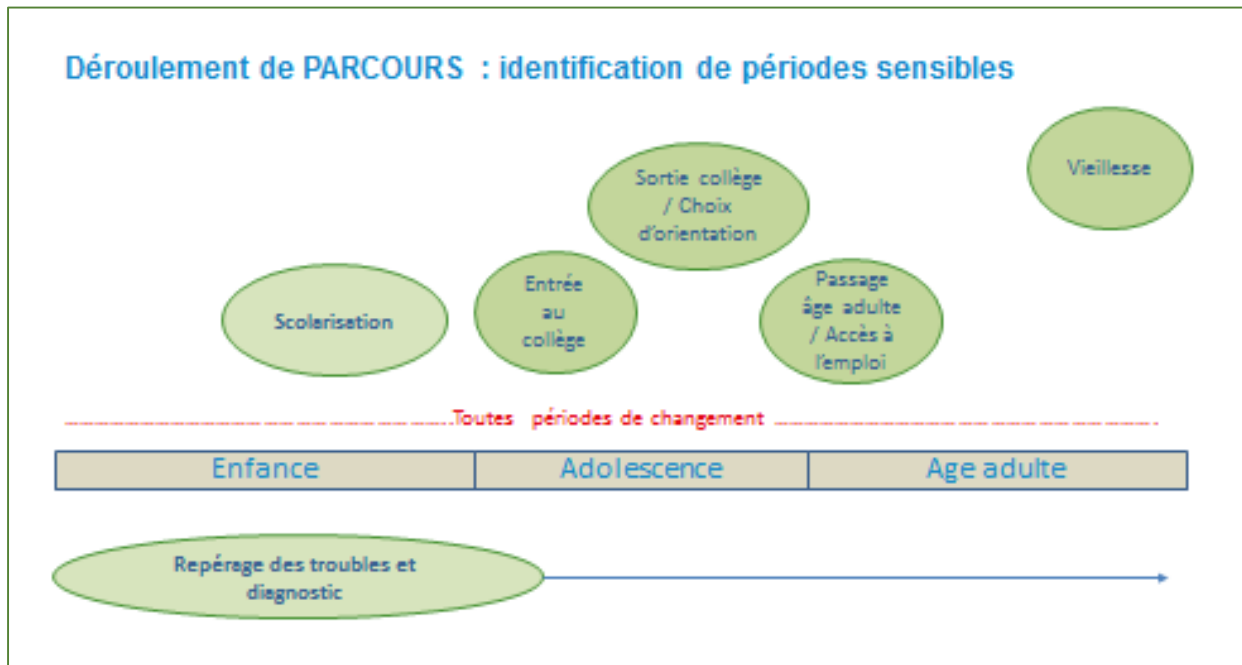 Déroulement de PARCOURS : identification de périodes sensibles
Vieillesse
Sortie collège
/ Choix
d'orientation
Entrée
au
collège
Passage
âge adulte
/ Accès à
l'emploi
Scolarisation
Toutes périodes de changement
Enfance
Adolescence
Age adulte
Repérage des troubles et
diagnostic